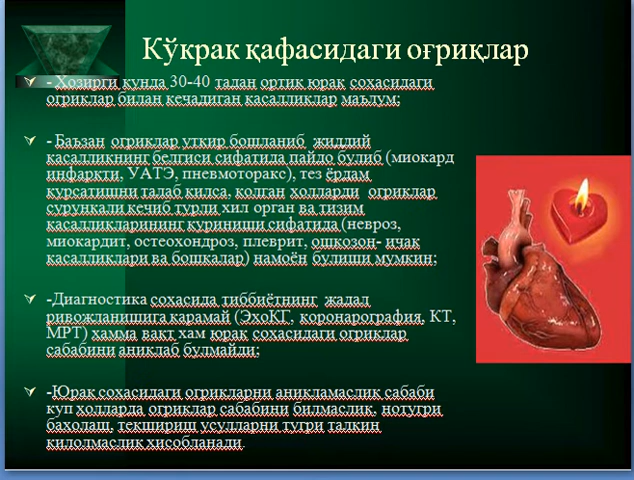 Кўкрак қафасидаги оғриқлар
- Хозирги кунда 30-40 талан ортик юрак сохасидаги
огриклар билан кечадиган касалликлар маълум;
- Баъзан огриклар уткир бошланиб жиддий
касалликнинг белгиси сифатида пайдо булиб (миокард
инфаркти, УАТЭ, пневмоторакс), тез ёрдам
курсатишни талаб килса, колган холларди огриклар
сурункали кечиб турли хил орган ва тизим
касалликларининг куриниши сифатида (невроз,
миокардит, остеохондроз, плеврит, ошкозон- ичак
касалликлари ва бошкалар) намоён булиши мумкин;
-Диагностика сохасида тиббиётнинг жадал
ривожланишига карамай (ЭхоКГ, коронарография, КТ,
МРТ) хамма вакт хам юрак сохасидаги огриклар
сабабини аниклаб булмайди;
-Юрак сохасидаги огрикларни аникламаслик сабаби
куп холларда огриклар сабабини билмаслик, нотугри
бахолаш, текшириш усулларни тугри талкин
килолмаслик хисобланади.